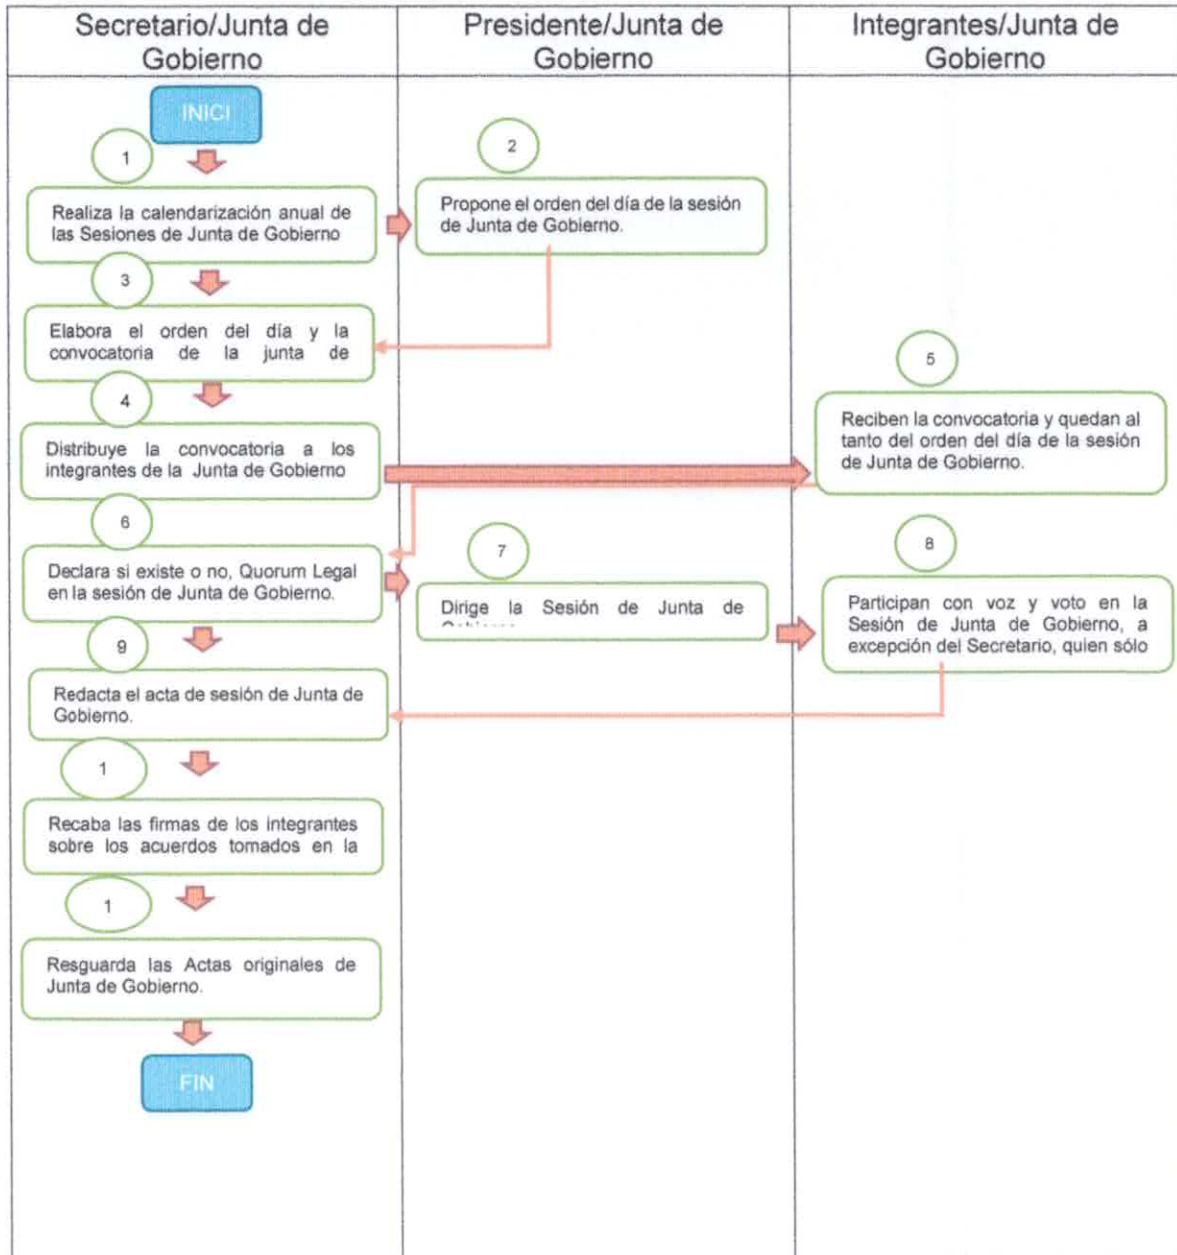 Secretario/Junta de
Gobierno
Presidente/Junta de
Gobierno
Integrantes/Junta de
Gobierno
INICI
1
2
Realiza la calendarización anual de
las Sesiones de Junta de Gobierno
Propone el orden del día de la sesión
de Junta de Gobierno.
3
Elabora el orden del día y la
convocatoria de la junta de
4
5
Distribuye la convocatoria a los
integrantes de la Junta de Gobierno
Reciben la convocatoria y quedan al
tanto del orden del día de la sesión
de Junta de Gobierno.
6
7
8
Declara si existe o no, Quorum Legal
en la sesión de Junta de Gobierno.
Dirige la Sesión de Junta de
Participan con voz y voto en la
Sesión de Junta de Gobierno, a
excepción del Secretario, quien sólo
9
Redacta el acta de sesión de Junta de
Gobierno.
1
Recaba las firmas de los integrantes
sobre los acuerdos tomados en la
1
Resguarda las Actas originales de
Junta de Gobierno.
FIN